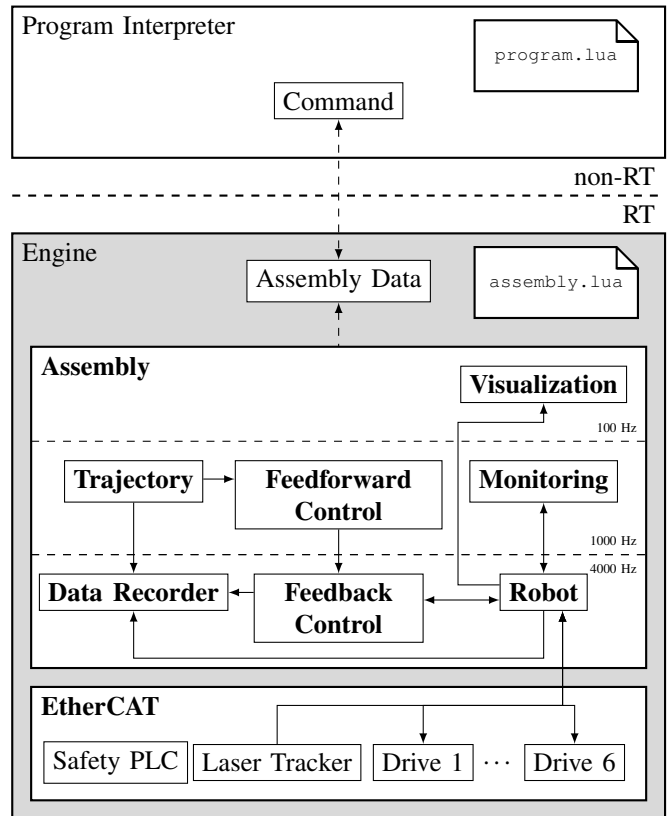 Program Interpreter
program.lua
Command
non-RT
RT
Engine
Assembly Data
assembly.lua
Assembly
Visualization
100 Hz
Trajectory
Feedforward
Control
Monitoring
1000 Hz
4000 Hz
Data Recorder
Feedback
Control
Robot
EtherCAT
Safety PLC
Laser Tracker
Drive 1
···
Drive 6